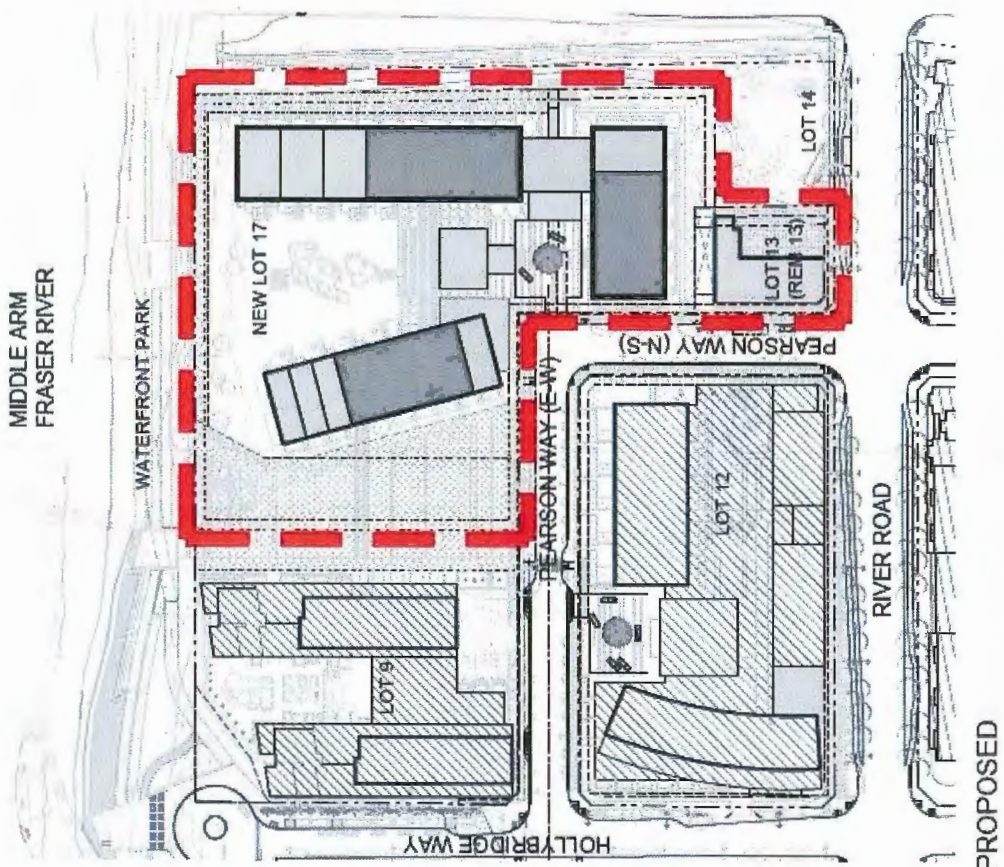 MIDDLE ARM
FRASER RIVER
WATERFRONT PARK
NEW LOT 17
LOT 14
LOT 13
(REM 13)
PEARSON WAY (N-S)
PEARSON WAY (E-W)
LOT 12
LOT 9
RIVER ROAD
HOLLYBRIDGE WAY
PROPOSED